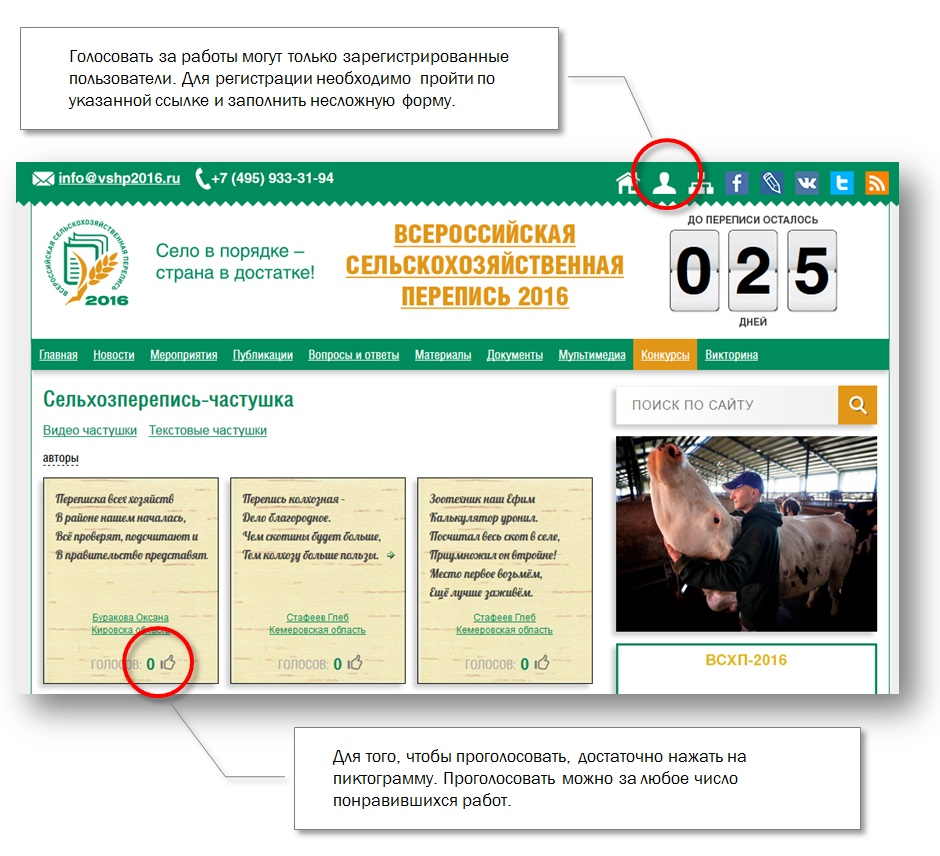 Голосовать за работы могут только зарегистрированные
пользователи. Для регистрации необходимо пройти по
указанной ссылке и заполнить несложную форму.
info@vshp2016.ru +7 (495) 933-31-94
ВСЕРОССИЙСКАЯ СЕЛЬСКОХОЗЯЙСТВЕННАЯ ПЕРЕПИСЬ
2016
Село в порядке –
страна в достатке!
ВСЕРОССИЙСКАЯ
СЕЛЬСКОХОЗЯЙСТВЕННАЯ
ПЕРЕПИСЬ 2016
ДО ПЕРЕПИСИ ОСТАЛОСЬ
025
ДНЕЙ
Главная Новости Мероприятия Публикации Вопросы и ответы Материалы Документы Мультимедиа Конкурсы Викторина
Сельхозперепись-частушка
Видео частушки Текстовые частушки
авторы
Переписка всех хозяйств
В районе нашем началась,
Всё проверят, подсчитают и
В правительство представят.
Буракова Оксана
Кировска область
ГОЛОСОВ: 0
Перепись колхозная -
Дело благородное.
Чем скотины будет больше,
Тем колхозу больше пользы.
Стафеев Глеб
Кемеровская область
ГОЛОСОВ: 0
Зоотехник наш Ефим
Калькулятор уронил.
Посчитал весь скот в селе,
Приумножил он втройне!
Место первое возьмём,
Ещё лучше заживём.
Стафеев Глеб
Кемеровская область
ГОЛОСОВ: 0
ПОИСК ПО САЙТУ
ВСХП-2016
Для того, чтобы проголосовать, достаточно нажать на
пиктограмму. Проголосовать можно за любое число
понравившихся работ.